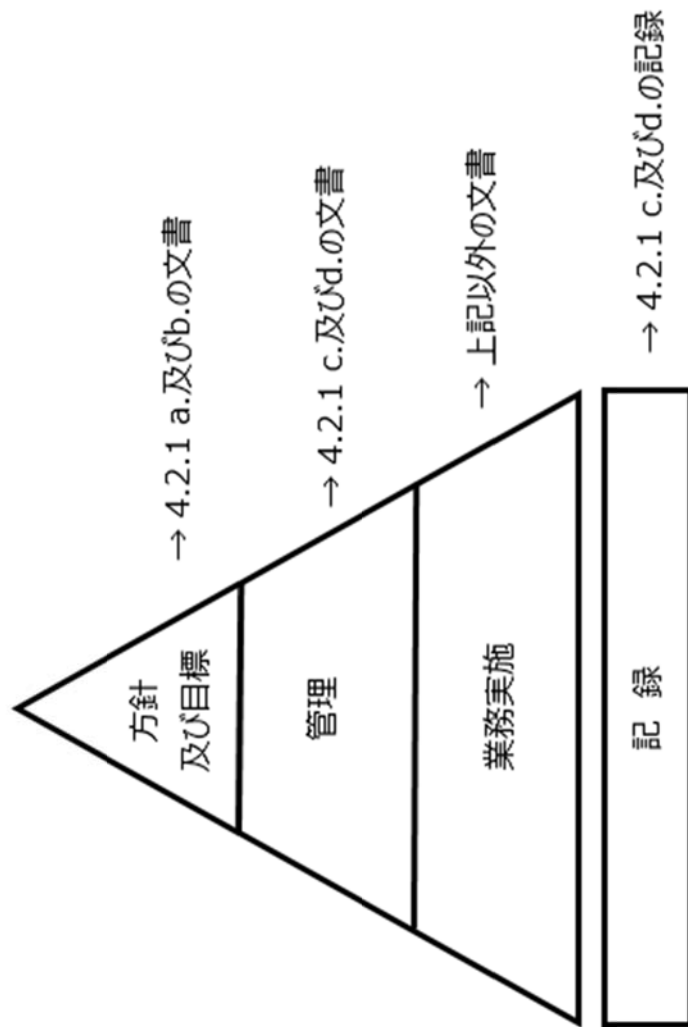 方針
及び目標
→ 4.2.1 a.及びb.の文書
管理
→ 4.2.1 c.及びd.の文書
業務実施
→ 上記以外の文書
記 録
→ 4.2.1 c.及びd.の記録